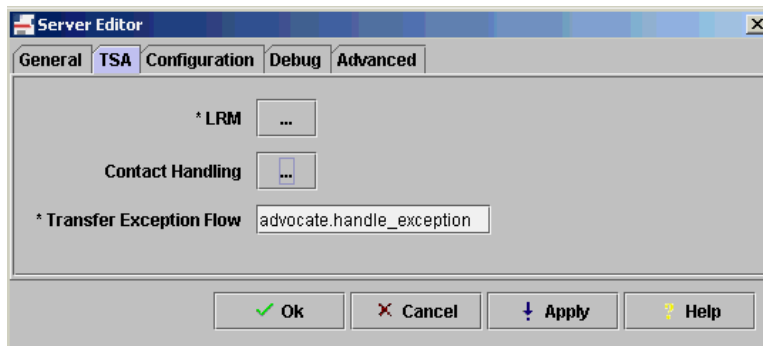 Server Editor
General TSA Configuration Debug Advanced
* LRM ...
Contact Handling ...
* Transfer Exception Flow advocate.handle_exception
Ok Cancel Apply Help